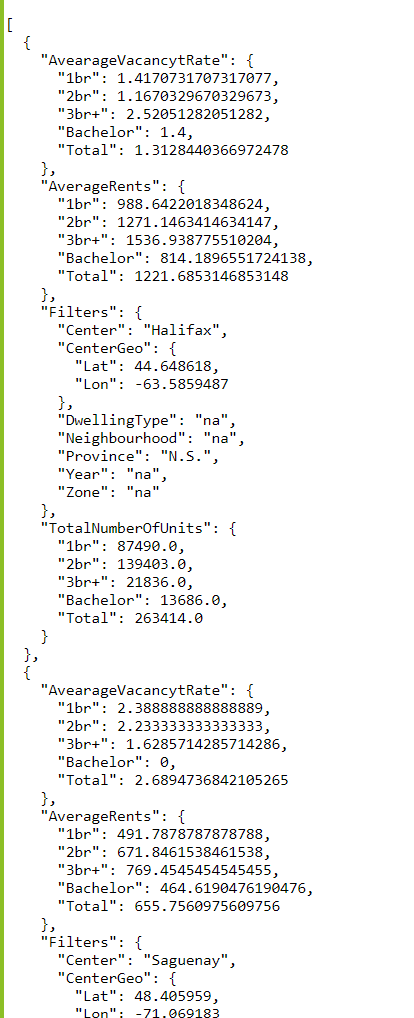 [
  {
    "AvearageVacancytRate": {
      "1br": 1.4170731707317077,
      "2br": 1.1670329670329673,
      "3br+": 2.52051282051282,
      "Bachelor": 1.4,
      "Total": 1.3128440366972478
    },
    "AverageRents": {
      "1br": 988.6422018348624,
      "2br": 1271.1463414634147,
      "3br+": 1536.938775510204,
      "Bachelor": 814.1896551724138,
      "Total": 1221.6853146853148
    },
    "Filters": {
      "Center": "Halifax",
      "CenterGeo": {
        "Lat": 44.648618,
        "Lon": -63.5859487
      },
      "DwellingType": "na",
      "Neighbourhood": "na",
      "Province": "N.S.",
      "Year": "na",
      "Zone": "na"
    },
    "TotalNumberOfUnits": {
      "1br": 87490.0,
      "2br": 139403.0,
      "3br+": 21836.0,
      "Bachelor": 13686.0,
      "Total": 263414.0
    }
  },
  {
    "AvearageVacancytRate": {
      "1br": 2.388888888888889,
      "2br": 2.233333333333333,
      "3br+": 1.6285714285714286,
      "Bachelor": 0,
      "Total": 2.6894736842105265
    },
    "AverageRents": {
      "1br": 491.7878787878788,
      "2br": 671.8461538461538,
      "3br+": 769.4545454545455,
      "Bachelor": 464.6190476190476,
      "Total": 655.7560975609756
    },
    "Filters": {
      "Center": "Saguenay",
      "CenterGeo": {
        "Lat": 48.405959,
        "Lon": -71.069183